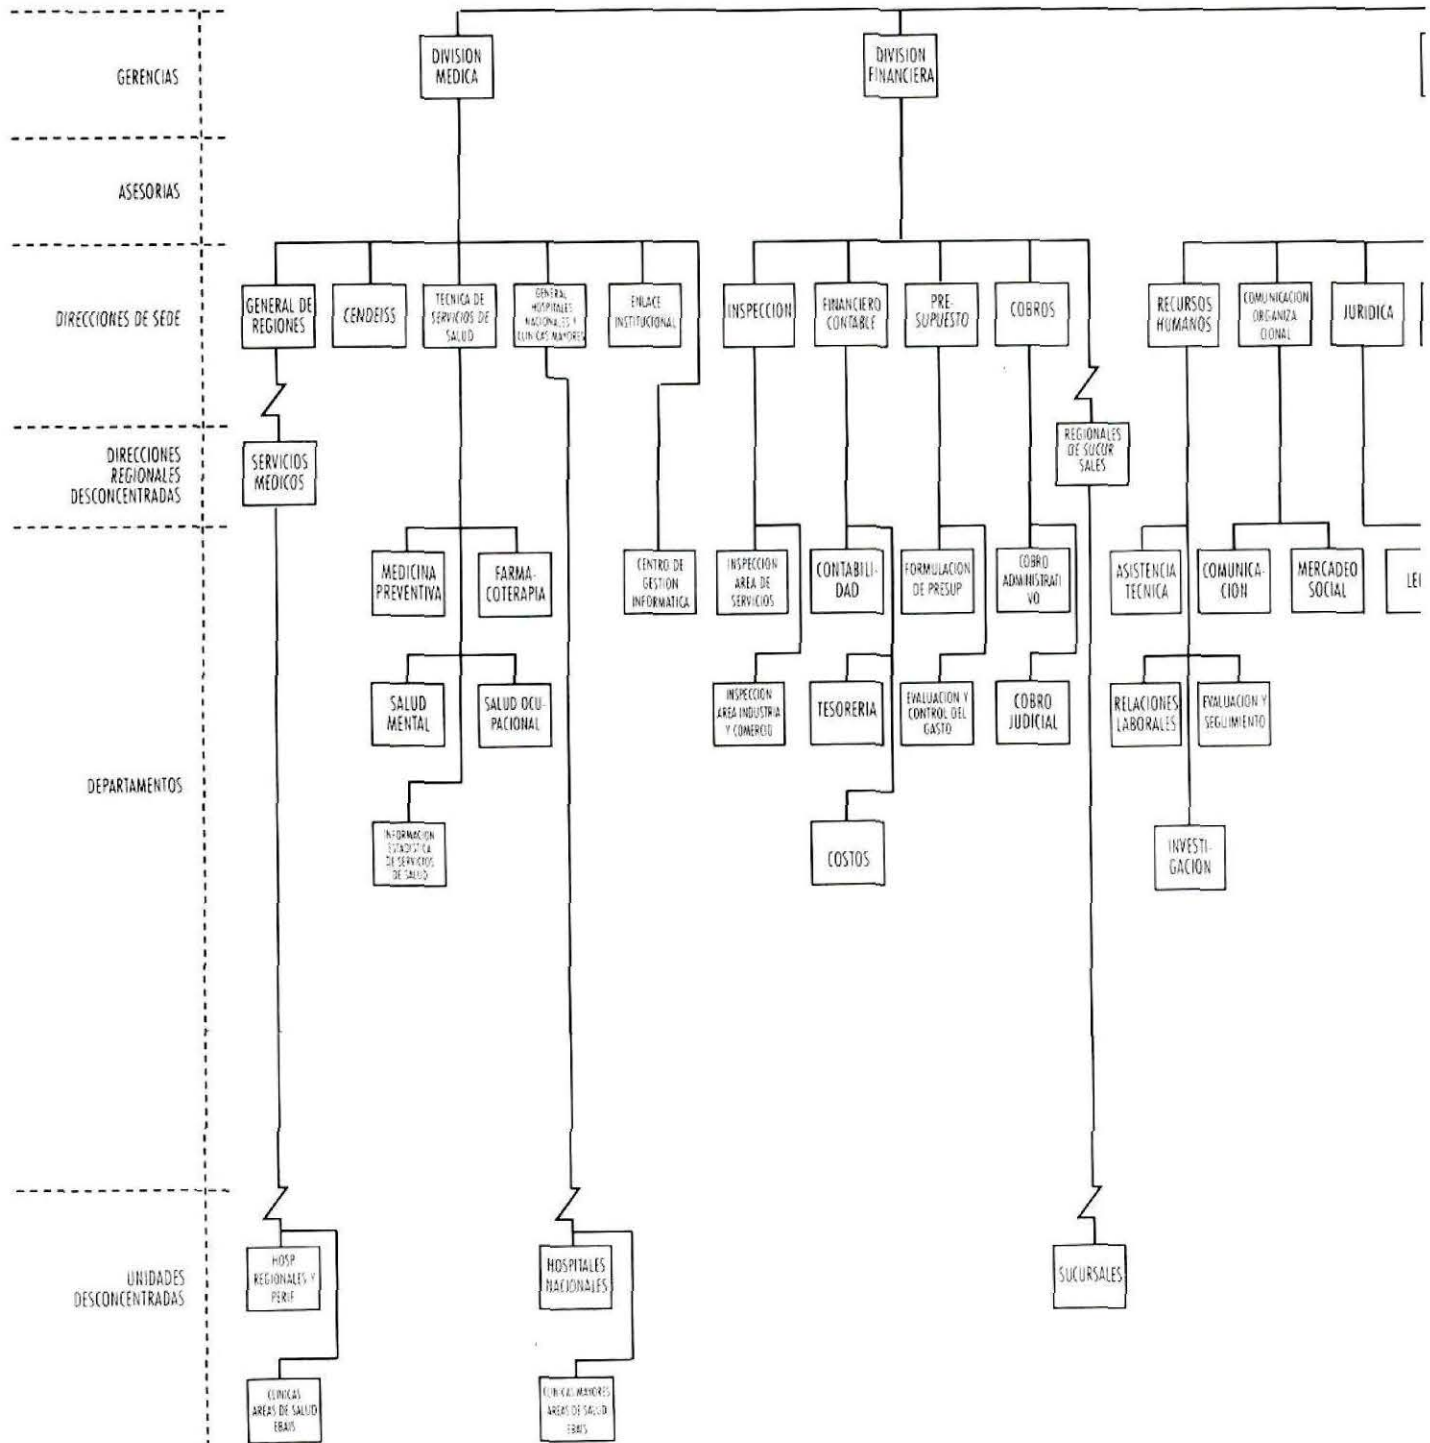 GERENCIAS
DIVISION
MEDICA
DIVISION
FINANCIERA
ASESORIAS
DIRECCIONES DE SEDE
GENERAL DE
REGIONES
CENDEISS
TECNICA DE
SERVICIOS DE
SALUD
GENERAL
HOSPITALES
NACIONALES Y
CLINICAS MAYORES
ENLACE
INSTITUCIONAL
INSPECCION
FINANCIERO
CONTABLE
PRE-
SUPUESTO
COBROS
RECURSOS
HUMANOS
COMUNICACION
ORGANIZA
CIONAL
JURIDICA
DIRECCIONES
REGIONALES
DESCONCENTRADAS
SERVICIOS
MEDICOS
REGIONALES
DE SUCUR
SALES
DEPARTAMENTOS
MEDICINA
PREVENTIVA
FARMA-
COTERAPIA
CENTRO DE
GESTION
INFORMATICA
INSPECCION
AREA DE
SERVICIOS
CONTABILI-
DAD
FORMULACION
DE PRESUP
COBRO
ADMINISTRATI
VO
ASISTENCIA
TECNICA
COMUNICA-
CION
MERCADEO
SOCIAL
SALUD
MENTAL
SALUD OCU-
PACIONAL
INSPECCION
AREA INDUSTRIA
Y COMERCIO
TESORERIA
EVALUACION Y
CONTROL DEL
GASTO
COBRO
JUDICIAL
RELACIONES
LABORALES
EVALUACION Y
SEGUIMIENTO
INFORMACION
ESTADISTICA
DE SERVICIOS
DE SALUD
COSTOS
INVESTI-
GACION
UNIDADES
DESCONCENTRADAS
HOSP
REGIONALES Y
PERIF
HOSPITALES
NACIONALES
SUCURSALES
CLINICAS
AREAS DE SALUD
EBAIS
CLINICAS MAYORES
AREAS DE SALUD
EBAIS